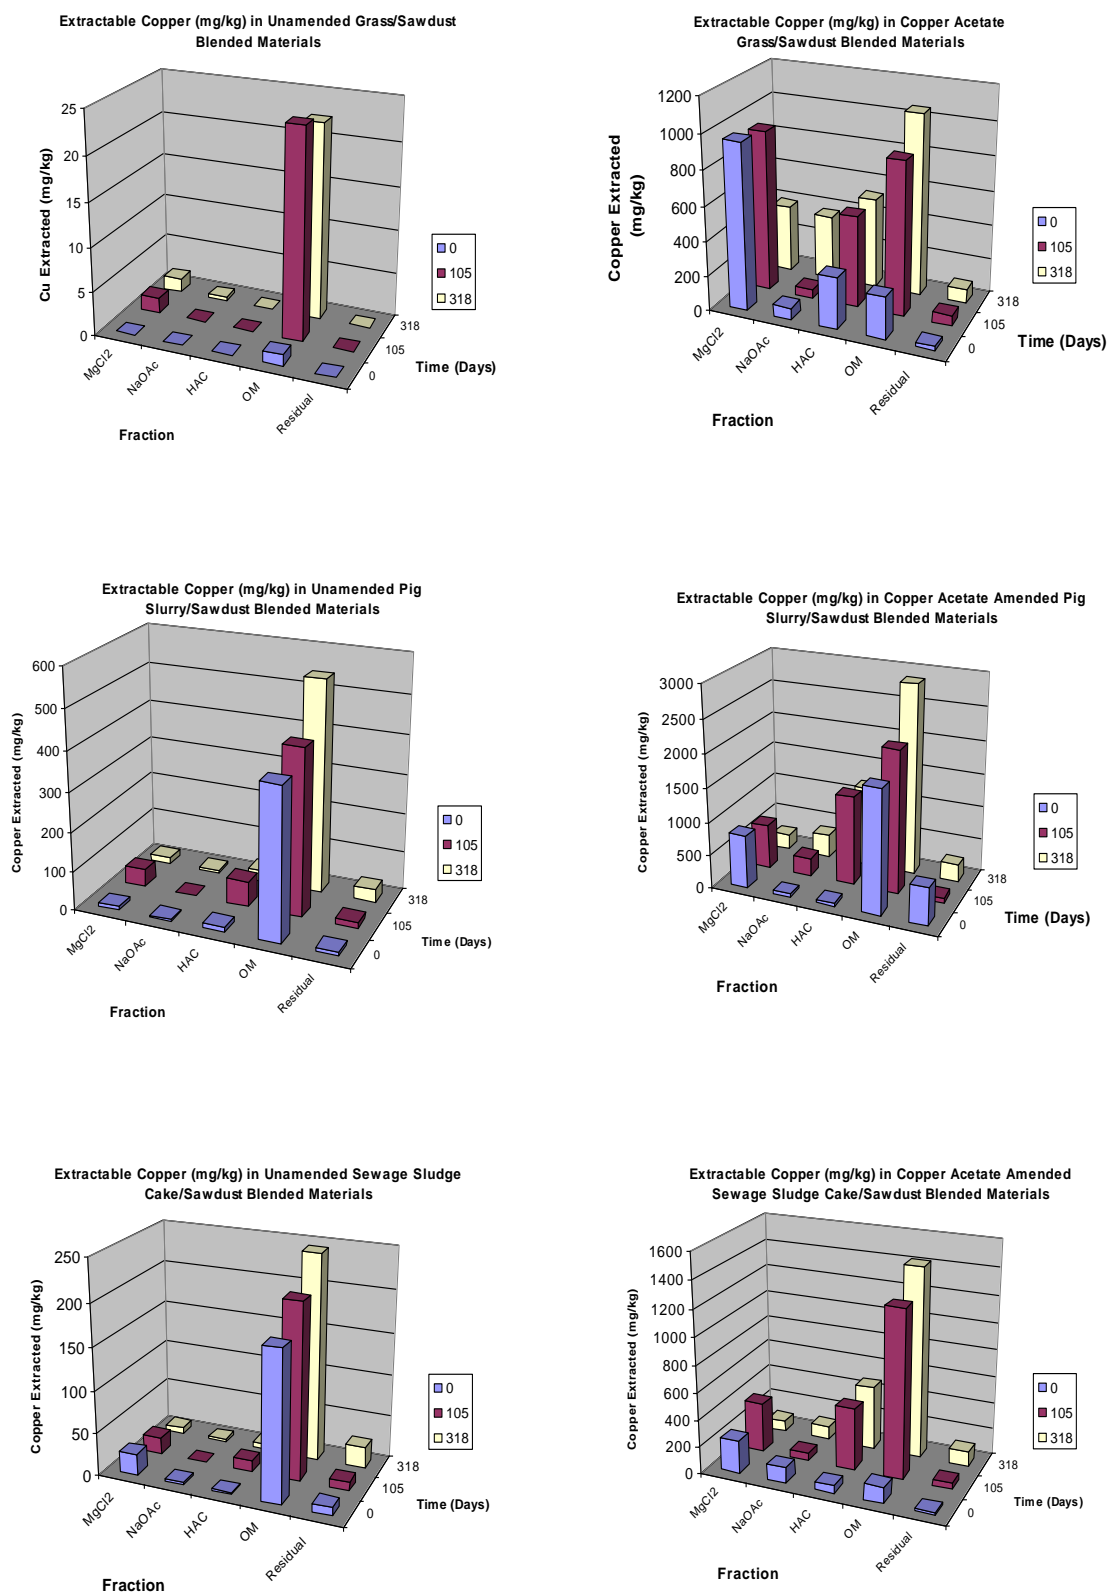 Extractable Copper (mg/kg) in Unamended Grass/Sawdust
Blended Materials
25
20
15
10
5
0
Cu Extracted (mg/kg)
MgCl2
NaOAc
HAC
OM
Residual
Fraction
0
105
318
Time (Days)
0
105
318
Extractable Copper (mg/kg) in Copper Acetate
Grass/Sawdust Blended Materials
1200
1000
800
600
400
200
0
Copper Extracted
(mg/kg)
MgCl2
NaOAc
HAC
OM
Residual
Fraction
0
105
318
Time (Days)
0
105
318
Extractable Copper (mg/kg) in Unamended Pig
Slurry/Sawdust Blended Materials
600
500
400
300
200
100
0
Copper Extracted (mg/kg)
MgCl2
NaOAc
HAC
OM
Residual
Fraction
0
105
318
Time (Days)
0
105
318
Extractable Copper (mg/kg) in Copper Acetate Amended Pig
Slurry/Sawdust Blended Materials
3000
2500
2000
1500
1000
500
0
Copper Extracted (mg/kg)
MgCl2
NaOAc
HAC
OM
Residual
Fraction
0
105
318
Time (Days)
0
105
318
Extractable Copper (mg/kg) in Unamended Sewage Sludge
Cake/Sawdust Blended Materials
250
200
150
100
50
0
Copper Extracted (mg/kg)
MgCl2
NaOAc
HAC
OM
Residual
Fraction
0
105
318
Time (Days)
0
105
318
Extractable Copper (mg/kg) in Copper Acetate Amended
Sewage Sludge Cake/Sawdust Blended Materials
1600
1400
1200
1000
800
600
400
200
0
Copper Extracted (mg/kg)
MgCl2
NaOAc
HAC
OM
Residual
Fraction
0
105
318
Time (Days)
0
105
318